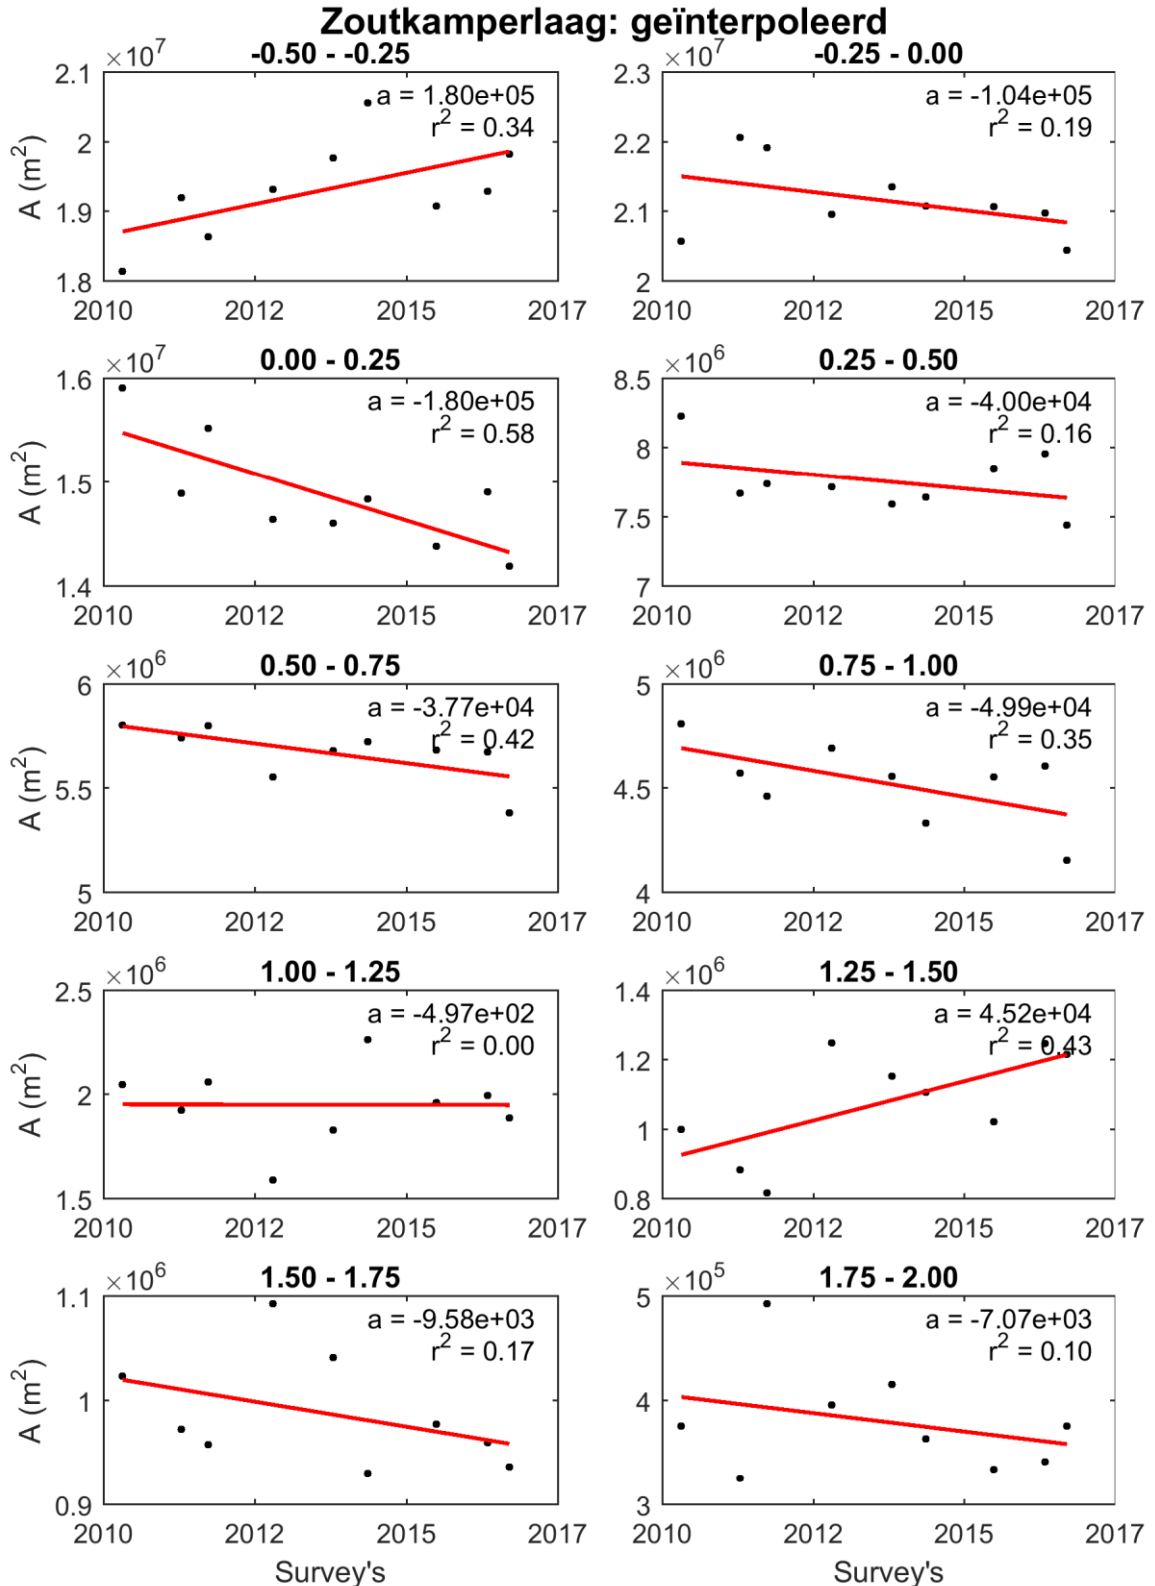 Zoutkamperlaag: geïnterpoleerd
×10^7
-0.50 - -0.25
a = 1.80e+05
r^2 = 0.34
2.1
2
1.9
1.8
A (m^2)
2010 2012 2015 2017
×10^7
-0.25 - 0.00
a = -1.04e+05
r^2 = 0.19
2.3
2.2
2.1
2
2010 2012 2015 2017
×10^7
0.00 - 0.25
a = -1.80e+05
r^2 = 0.58
1.6
1.5
1.4
A (m^2)
2010 2012 2015 2017
×10^6
0.25 - 0.50
a = -4.00e+04
r^2 = 0.16
8.5
8
7.5
7
2010 2012 2015 2017
×10^6
0.50 - 0.75
a = -3.77e+04
r^2 = 0.42
6
5.5
5
A (m^2)
2010 2012 2015 2017
×10^6
0.75 - 1.00
a = -4.99e+04
r^2 = 0.35
5
4.5
4
2010 2012 2015 2017
×10^6
1.00 - 1.25
a = -4.97e+02
r^2 = 0.00
2.5
2
1.5
A (m^2)
2010 2012 2015 2017
×10^6
1.25 - 1.50
a = 4.52e+04
r^2 = 0.43
1.4
1.2
1
0.8
2010 2012 2015 2017
×10^6
1.50 - 1.75
a = -9.58e+03
r^2 = 0.17
1.1
1
0.9
A (m^2)
2010 2012 2015 2017
Survey's
×10^5
1.75 - 2.00
a = -7.07e+03
r^2 = 0.10
5
4
3
2010 2012 2015 2017
Survey's